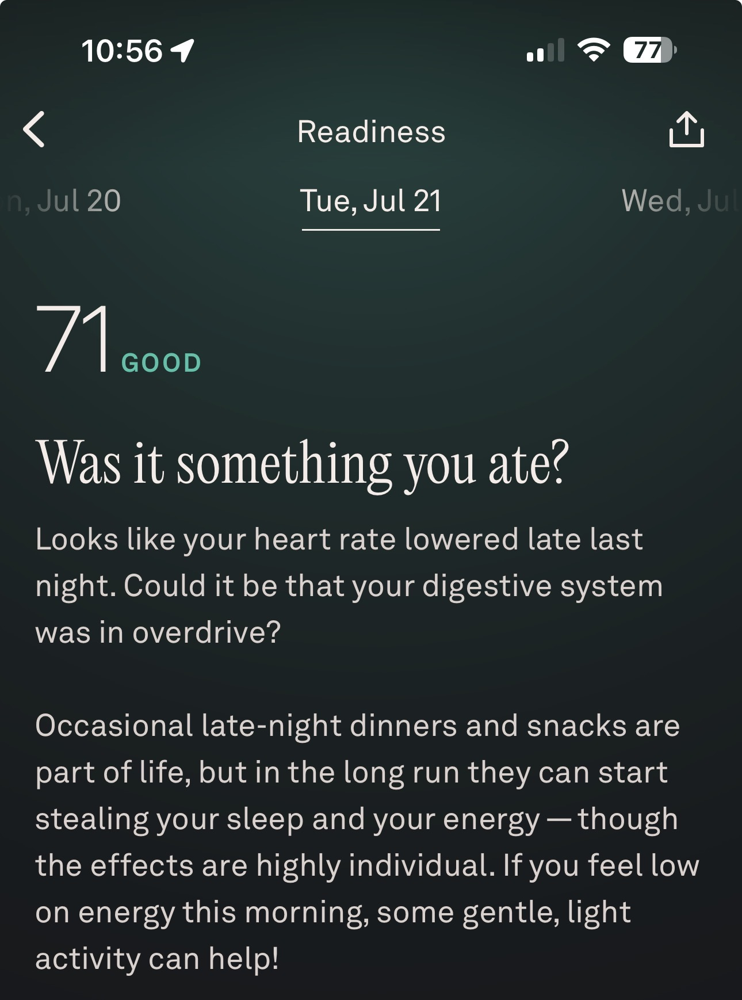 10:56
77
Readiness
n, Jul 20
Tue, Jul 21
Wed, Jul
71 GOOD
Was it something you ate?
Looks like your heart rate lowered late last
night. Could it be that your digestive system
was in overdrive?
Occasional late-night dinners and snacks are
part of life, but in the long run they can start
stealing your sleep and your energy — though
the effects are highly individual. If you feel low
on energy this morning, some gentle, light
activity can help!